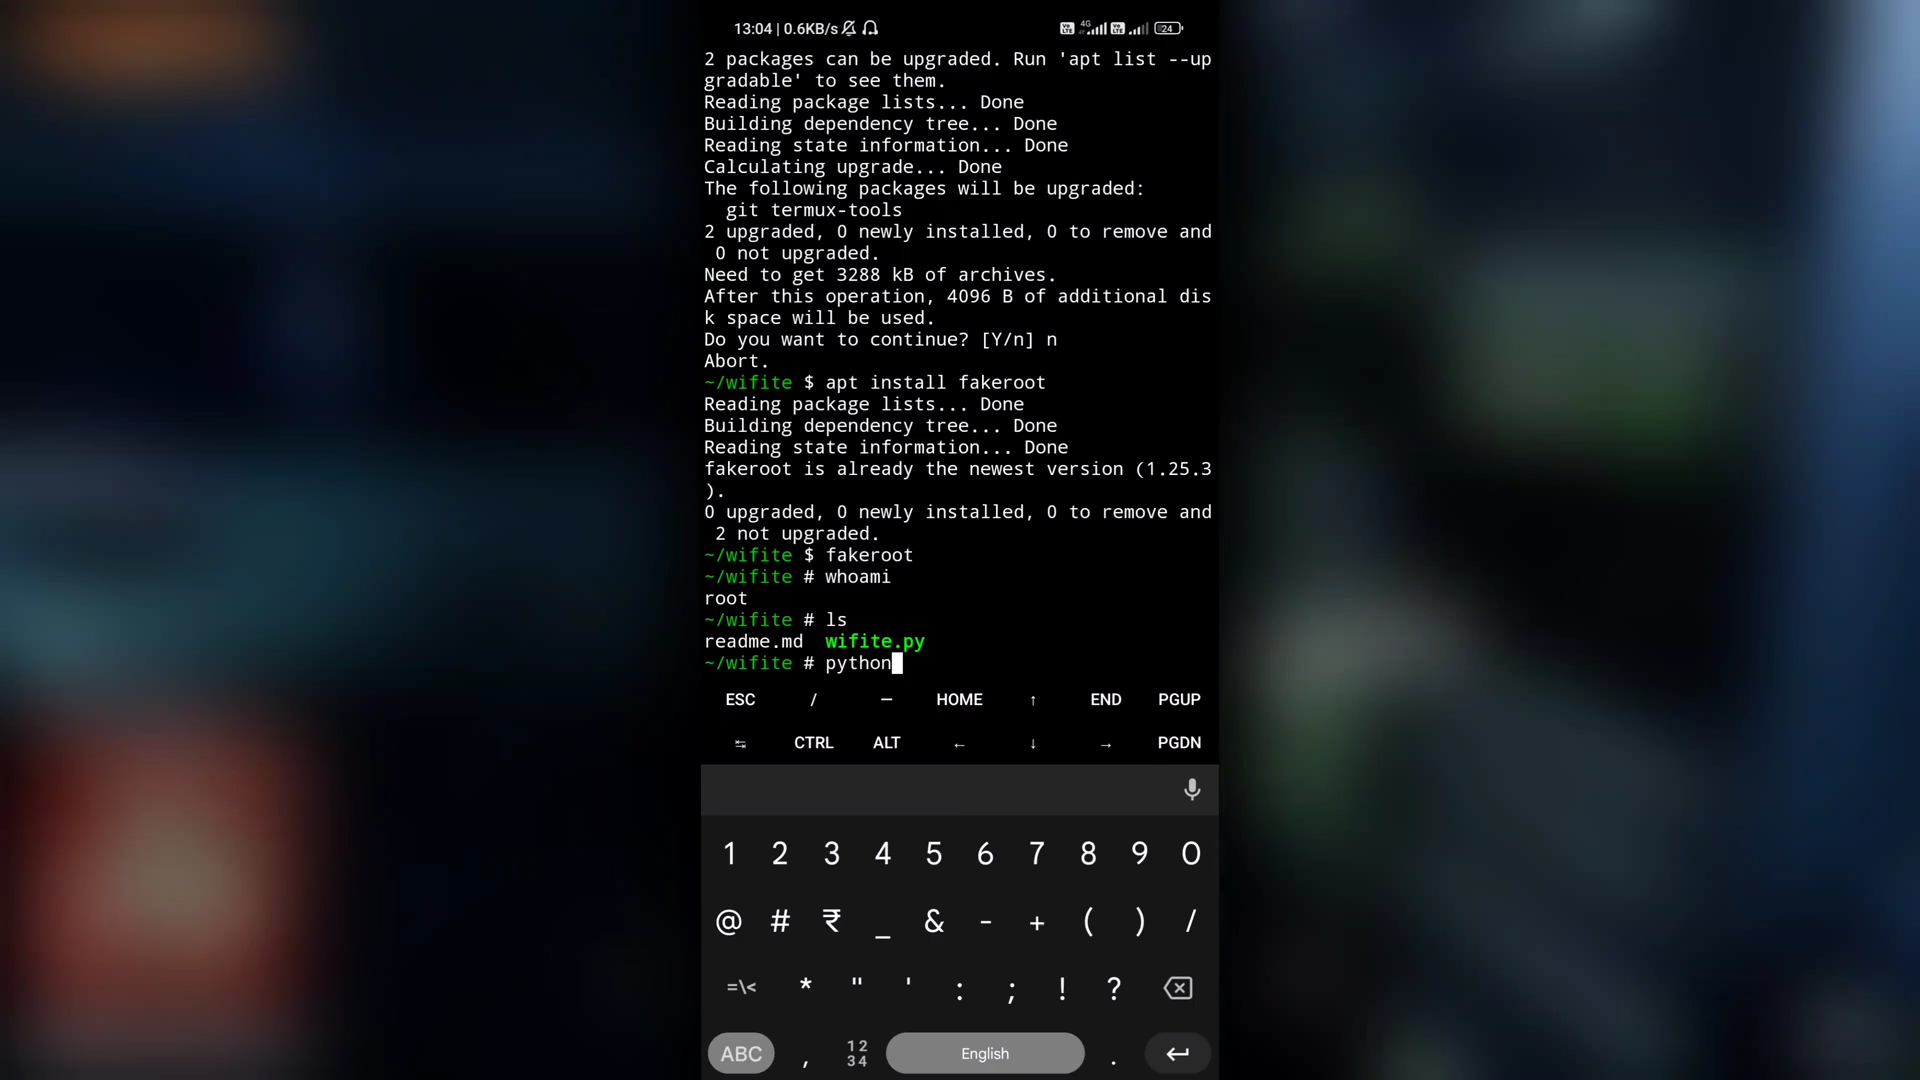 13:04 | 0.6KB/s
4G
24
2 packages can be upgraded. Run 'apt list --up
gradable' to see them.
Reading package lists... Done
Building dependency tree... Done
Reading state information... Done
Calculating upgrade... Done
The following packages will be upgraded:
  git termux-tools
2 upgraded, 0 newly installed, 0 to remove and
 0 not upgraded.
Need to get 3288 kB of archives.
After this operation, 4096 B of additional dis
k space will be used.
Do you want to continue? [Y/n] n
Abort.
~/wifite $ apt install fakeroot
Reading package lists... Done
Building dependency tree... Done
Reading state information... Done
fakeroot is already the newest version (1.25.3
).
0 upgraded, 0 newly installed, 0 to remove and
 2 not upgraded.
~/wifite $ fakeroot
~/wifite # whoami
root
~/wifite # ls
readme.md  wifite.py
~/wifite # python
ESC / — HOME ↑ END PGUP
⇆ CTRL ALT ← ↓ → PGDN
1 2 3 4 5 6 7 8 9 0
@ # ₹ _ & - + ( ) /
=\< * " ' : ; ! ?
ABC , 12 English .
34